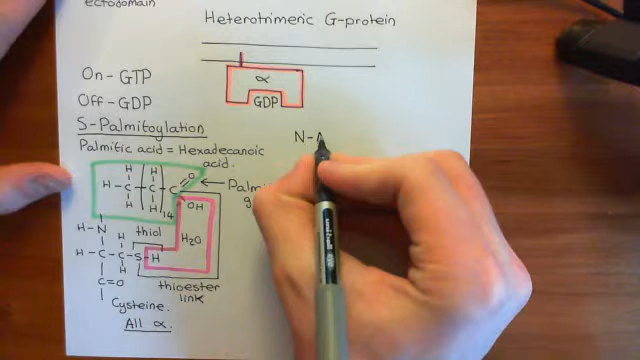 ectodomain
Heterotrimeric G-protein
On - GTP
Off - GDP
α
GDP
S-Palmitoylation
Palmitic acid = Hexadecanoic
acid.
N-
H H O
H-C-C-C
H H 14 OH
H-N
thiol
H2O
H H
H-C-C-S-H
H
C=O
thioester
link
Cysteine.
All α.